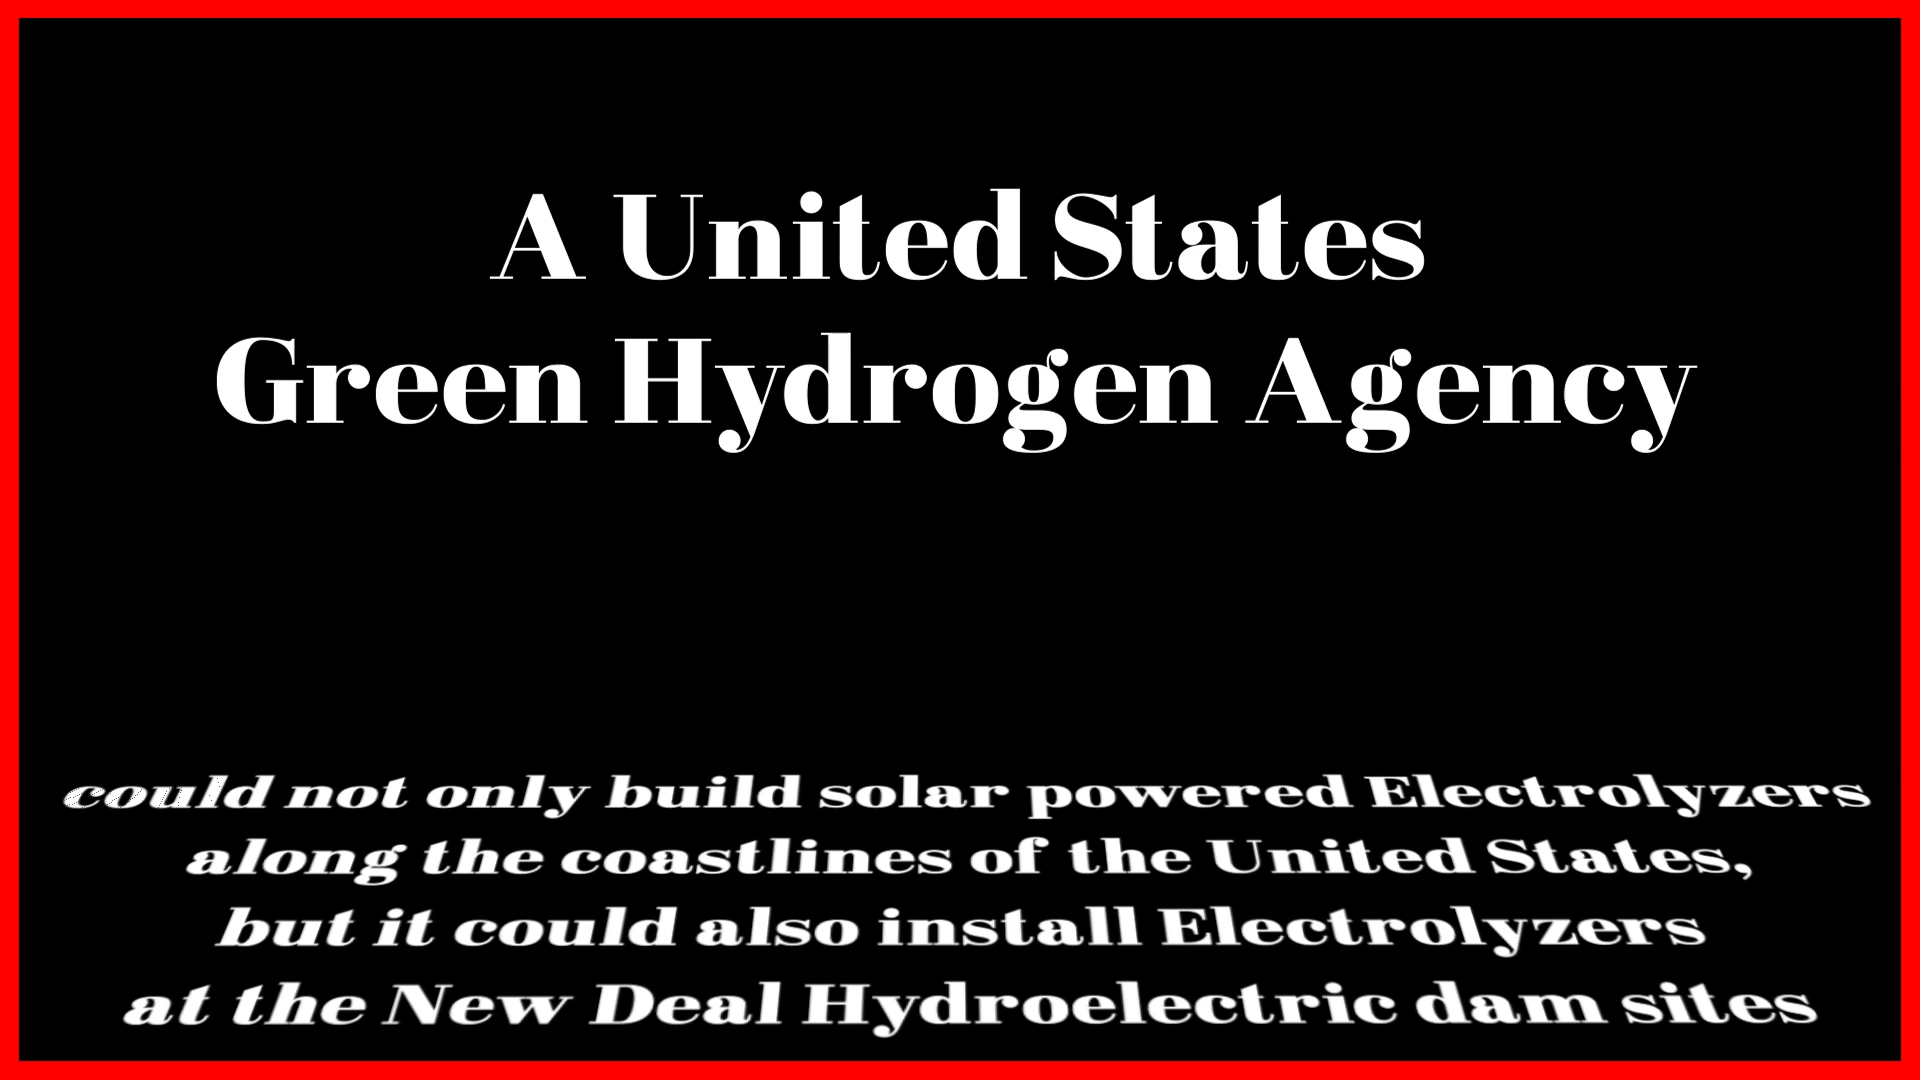 A United States
Green Hydrogen Agency
could not only build solar powered Electrolyzers
along the coastlines of the United States,
but it could also install Electrolyzers
at the New Deal Hydroelectric dam sites